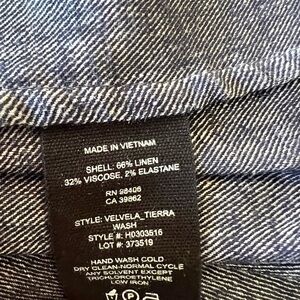 MADE IN VIETNAM
SHELL: 66% LINEN
32% VISCOSE, 2% ELASTANE
RN 98406
CA 39862
STYLE: VELVELA_TIERRA
WASH
STYLE #: H0303516
LOT #: 373519
HAND WASH COLD
DRY CLEAN-NORMAL CYCLE
ANY SOLVENT EXCEPT
TRICHLOROETHYLENE
LOW IRON